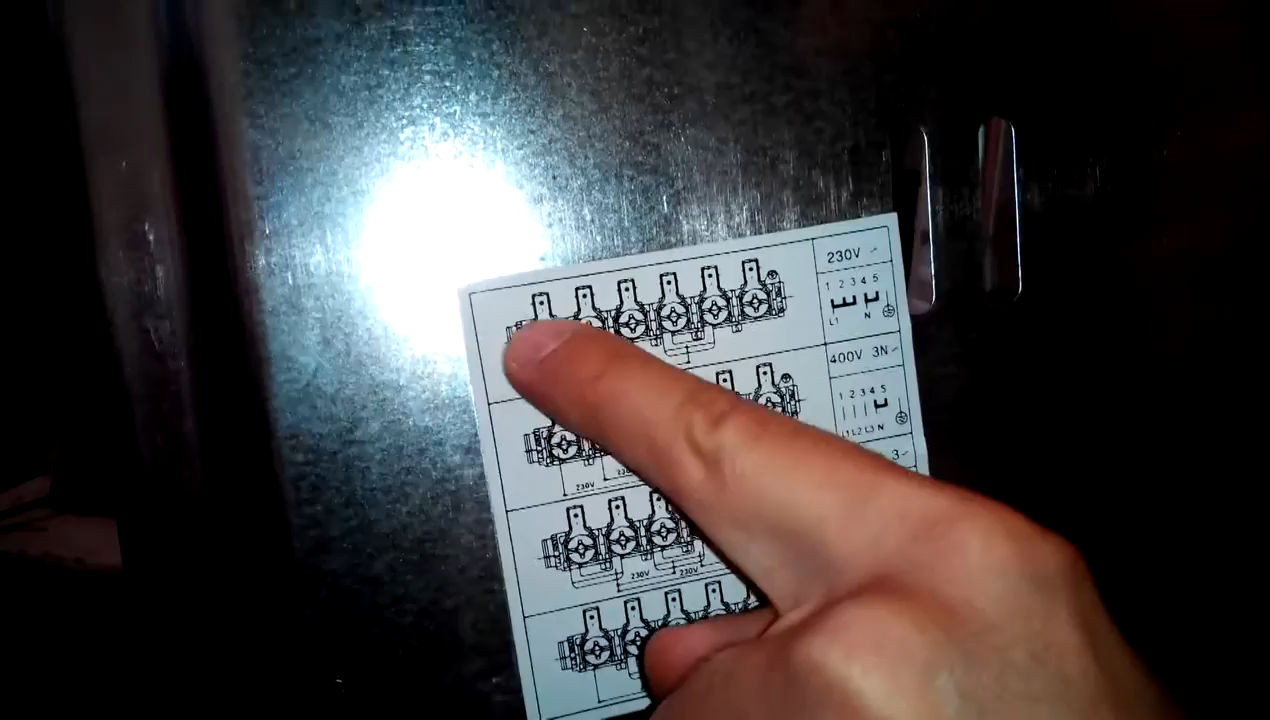 230V ~
1 2 3 4 5
L1 N
400V 3N~
1 2 3 4 5
L1 L2 L3 N
230V
3~
230V 230V